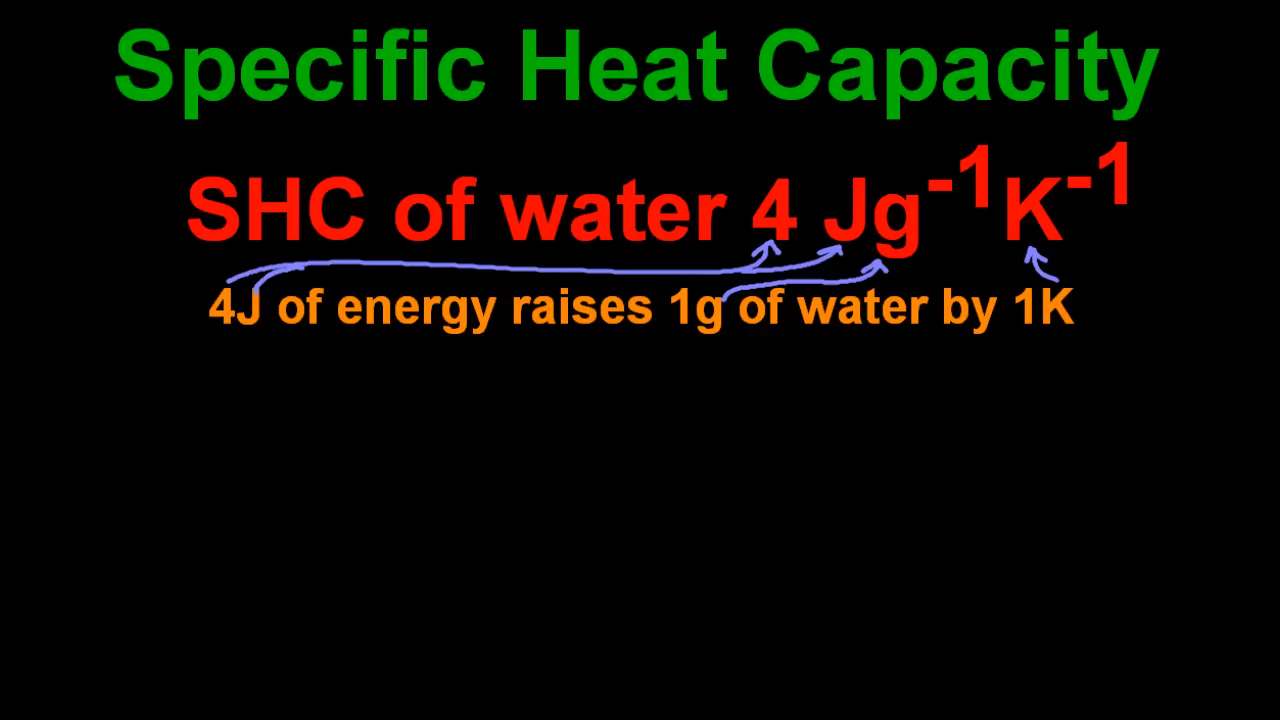 Specific Heat Capacity
SHC of water 4 Jg⁻¹K⁻¹
4J of energy raises 1g of water by 1K